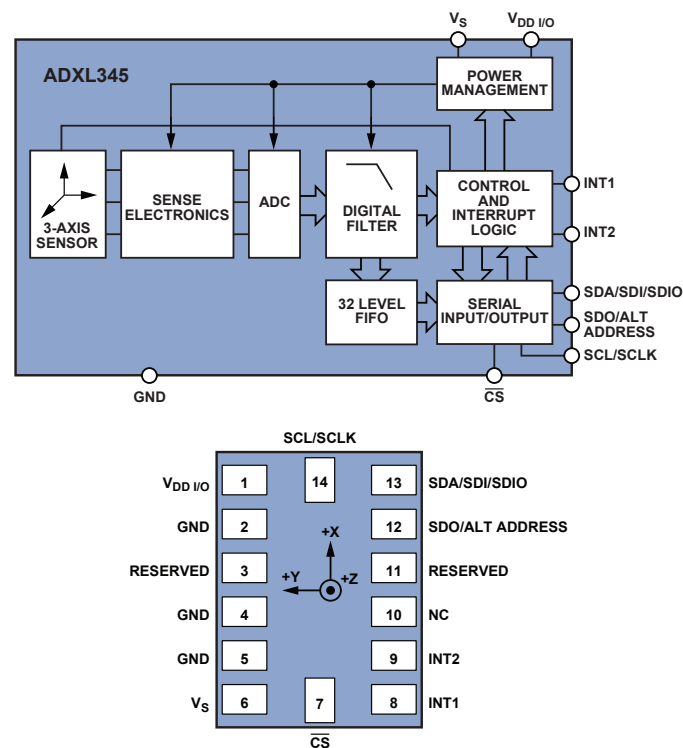 VS
VDD I/O
ADXL345
POWER
MANAGEMENT
3-AXIS
SENSOR
SENSE
ELECTRONICS
ADC
DIGITAL
FILTER
CONTROL
AND
INTERRUPT
LOGIC
INT1
INT2
32 LEVEL
FIFO
SERIAL
INPUT/OUTPUT
SDA/SDI/SDIO
SDO/ALT
ADDRESS
SCL/SCLK
GND
CS
SCL/SCLK
VDD I/O
1
14
13
SDA/SDI/SDIO
GND
2
12
SDO/ALT ADDRESS
+X
RESERVED
3
+Y
+Z
11
RESERVED
GND
4
10
NC
GND
5
9
INT2
VS
6
7
8
INT1
CS